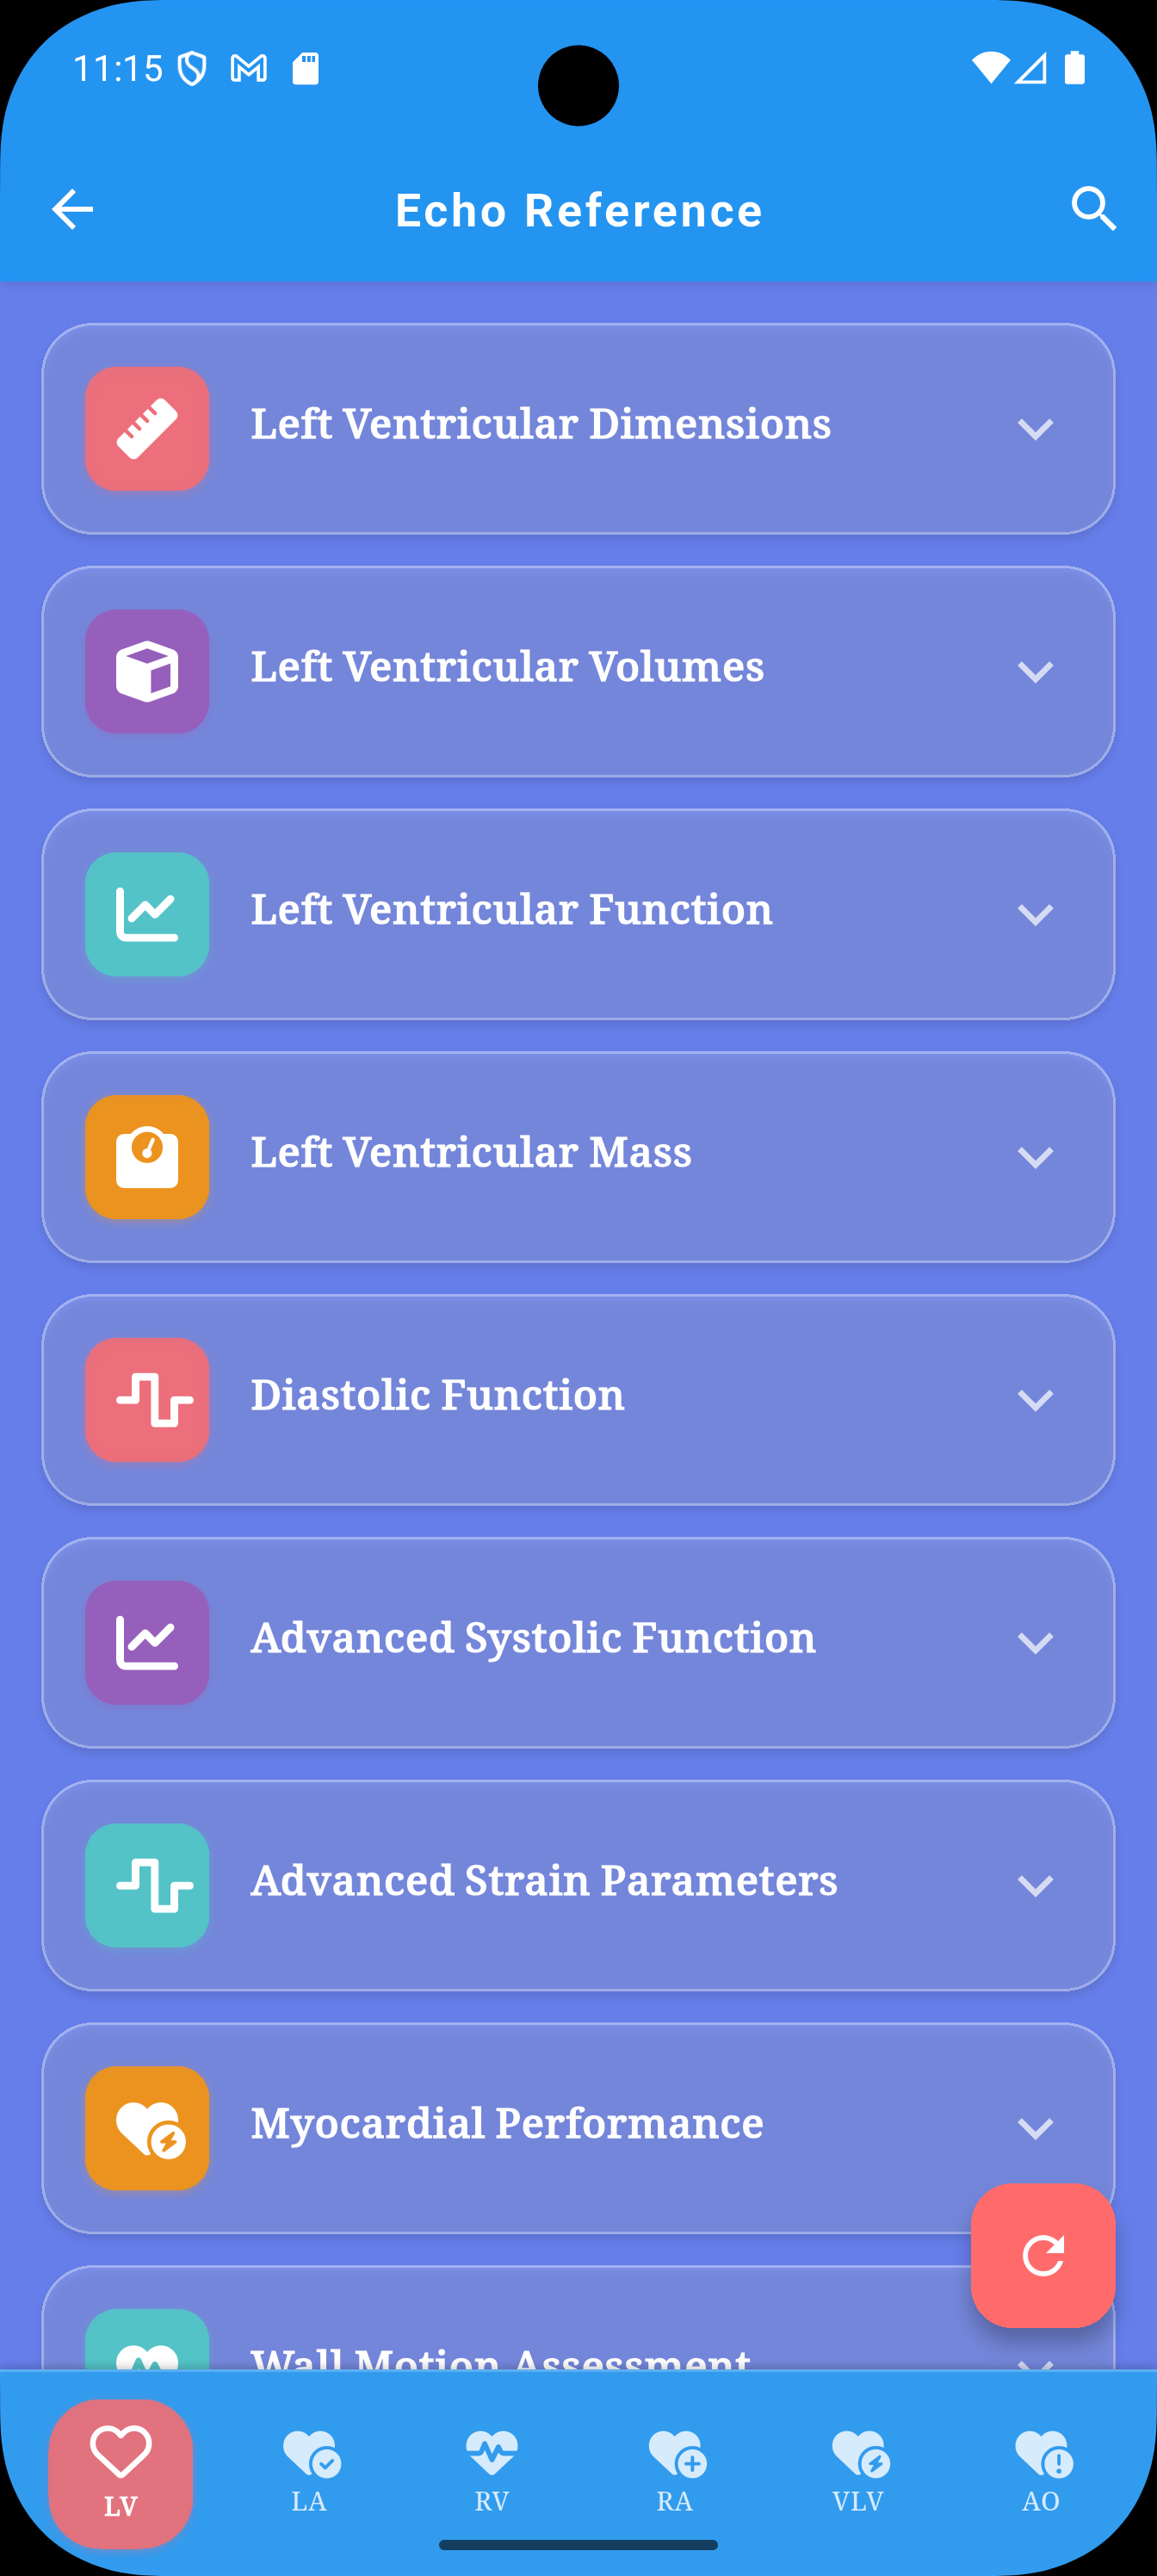 11:15
Echo Reference
Left Ventricular Dimensions
Left Ventricular Volumes
Left Ventricular Function
Left Ventricular Mass
Diastolic Function
Advanced Systolic Function
Advanced Strain Parameters
Myocardial Performance
Wall Motion Assessment
LV LA RV RA VLV AO